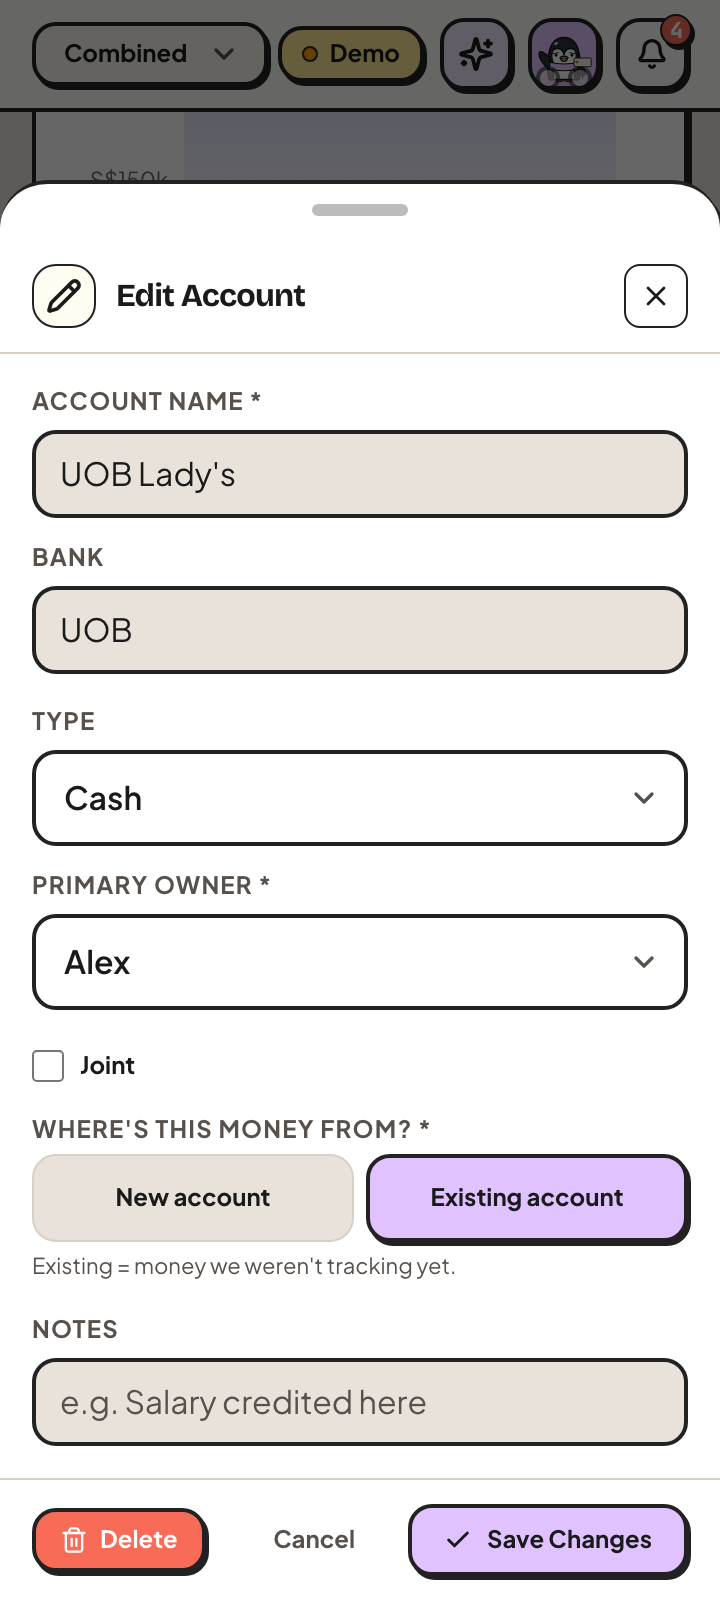 Combined
Demo
4
S$150k
Edit Account
ACCOUNT NAME *
UOB Lady's
BANK
UOB
TYPE
Cash
PRIMARY OWNER *
Alex
Joint
WHERE'S THIS MONEY FROM? *
New account
Existing account
Existing = money we weren't tracking yet.
NOTES
e.g. Salary credited here
Delete
Cancel
Save Changes